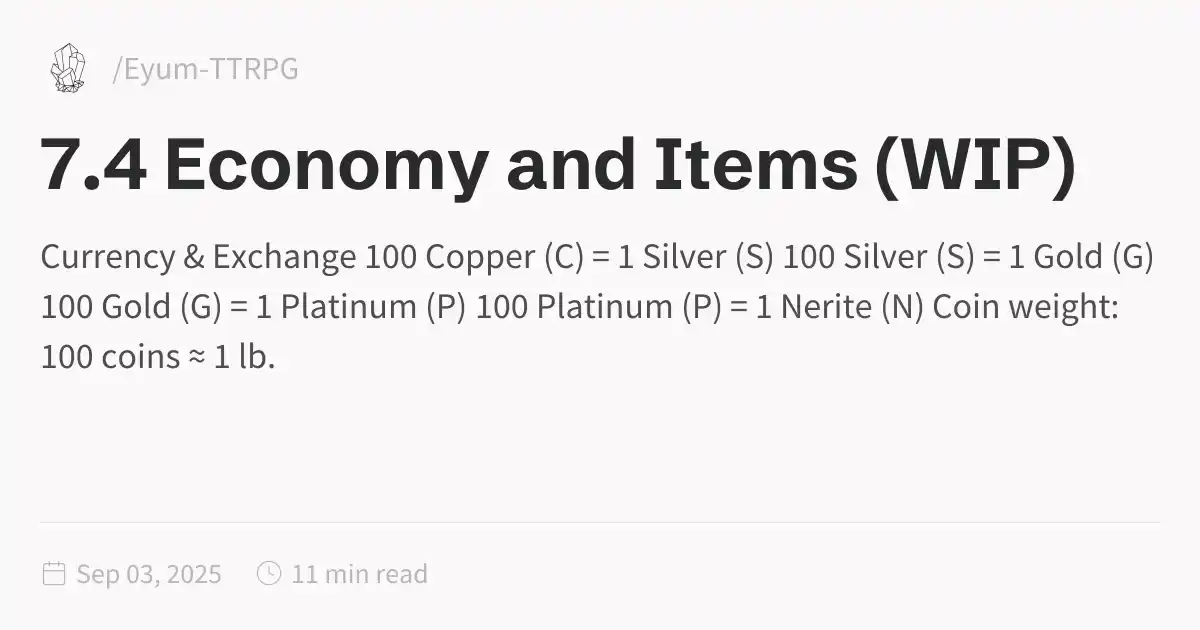 /Eyum-TTRPG
7.4 Economy and Items (WIP)
Currency & Exchange 100 Copper (C) = 1 Silver (S) 100 Silver (S) = 1 Gold (G)
100 Gold (G) = 1 Platinum (P) 100 Platinum (P) = 1 Nerite (N) Coin weight:
100 coins ≈ 1 lb.
Sep 03, 2025 11 min read